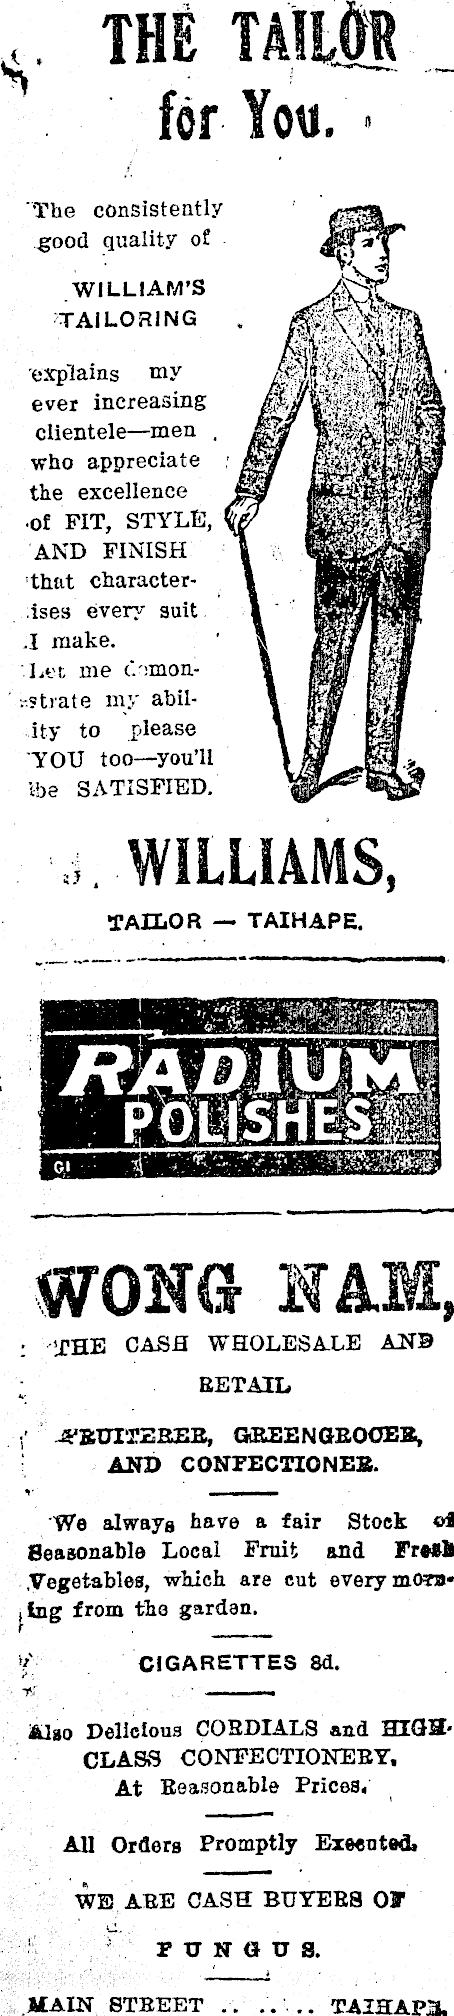 THE TAILOR
for You.
The consistently
good quality of
WILLIAM'S
TAILORING
explains my
ever increasing
clientele—men
who appreciate
the excellence
of FIT, STYLE,
AND FINISH
that character-
ises every suit
I make.
Let me demon-
strate my abil-
ity to please
YOU too—you'll
be SATISFIED.
J. WILLIAMS,
TAILOR — TAIHAPE.
RADIUM
POLISHES
G1
WONG NAM,
THE CASH WHOLESALE AND
RETAIL
FRUITERER, GREENGROCER,
AND CONFECTIONER.
We always have a fair Stock of
Seasonable Local Fruit and Fresh
Vegetables, which are cut every morn-
ing from the garden.
CIGARETTES 8d.
Also Delicious CORDIALS and HIGH-
CLASS CONFECTIONERY,
At Reasonable Prices.
All Orders Promptly Executed.
WE ARE CASH BUYERS OF
FUNGUS.
MAIN STREET .. .. .. TAIHAPE.